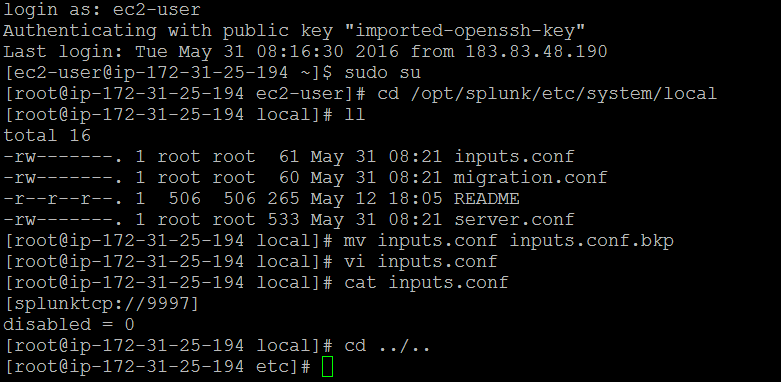 login as: ec2-user
Authenticating with public key "imported-openssh-key"
Last login: Tue May 31 08:16:30 2016 from 183.83.48.190
[ec2-user@ip-172-31-25-194 ~]$ sudo su
[root@ip-172-31-25-194 ec2-user]# cd /opt/splunk/etc/system/local
[root@ip-172-31-25-194 local]# ll
total 16
-rw-------. 1 root root  61 May 31 08:21 inputs.conf
-rw-------. 1 root root  60 May 31 08:21 migration.conf
-r--r--r--. 1  506  506 265 May 12 18:05 README
-rw-------. 1 root root 533 May 31 08:21 server.conf
[root@ip-172-31-25-194 local]# mv inputs.conf inputs.conf.bkp
[root@ip-172-31-25-194 local]# vi inputs.conf
[root@ip-172-31-25-194 local]# cat inputs.conf
[splunktcp://9997]
disabled = 0
[root@ip-172-31-25-194 local]# cd ../..
[root@ip-172-31-25-194 etc]#